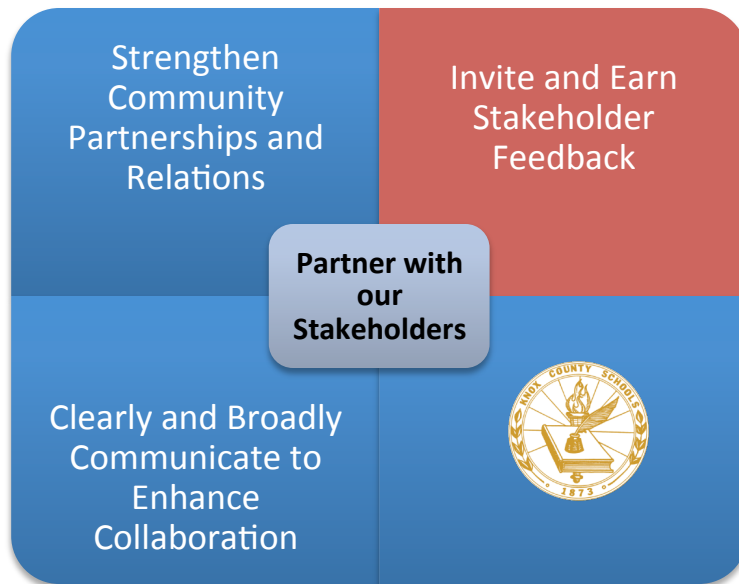 Strengthen
Community
Partnerships and
Relations
Invite and Earn
Stakeholder
Feedback
Partner with
our
Stakeholders
Clearly and Broadly
Communicate to
Enhance
Collaboration
KNOX COUNTY SCHOOLS
1873